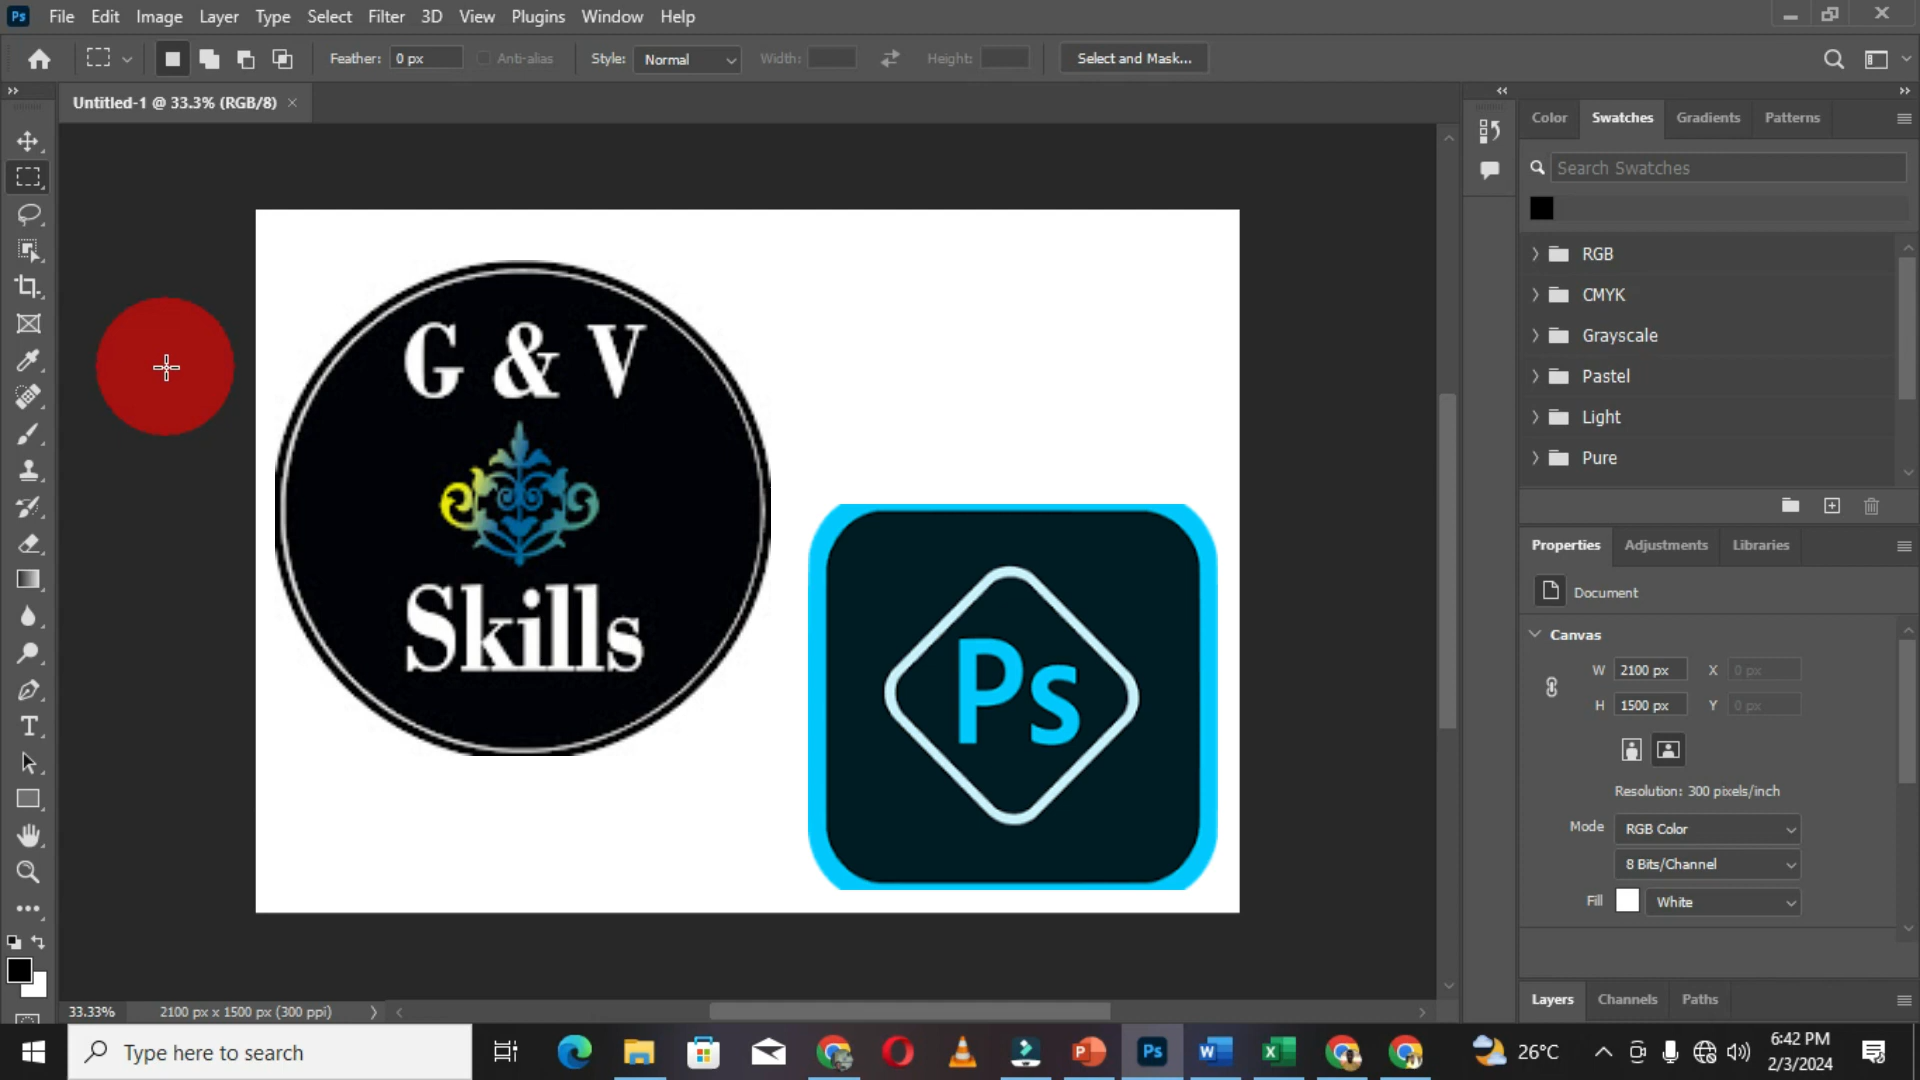 Ps File Edit Image Layer Type Select Filter 3D View Plugins Window Help
Feather: 0 px Anti-alias Style: Normal Width: Height: Select and Mask...
Untitled-1 @ 33.3% (RGB/8)
Color Swatches Gradients Patterns
Search Swatches
RGB
CMYK
Grayscale
Pastel
Light
Pure
G & V
Skills
Ps
Properties Adjustments Libraries
Document
Canvas
W 2100 px X 0 px
H 1500 px Y 0 px
Resolution: 300 pixels/inch
Mode RGB Color
8 Bits/Channel
Fill White
Layers Channels Paths
33.33% 2100 px x 1500 px (300 ppi)
Type here to search
Ps
26°C
6:42 PM
2/3/2024